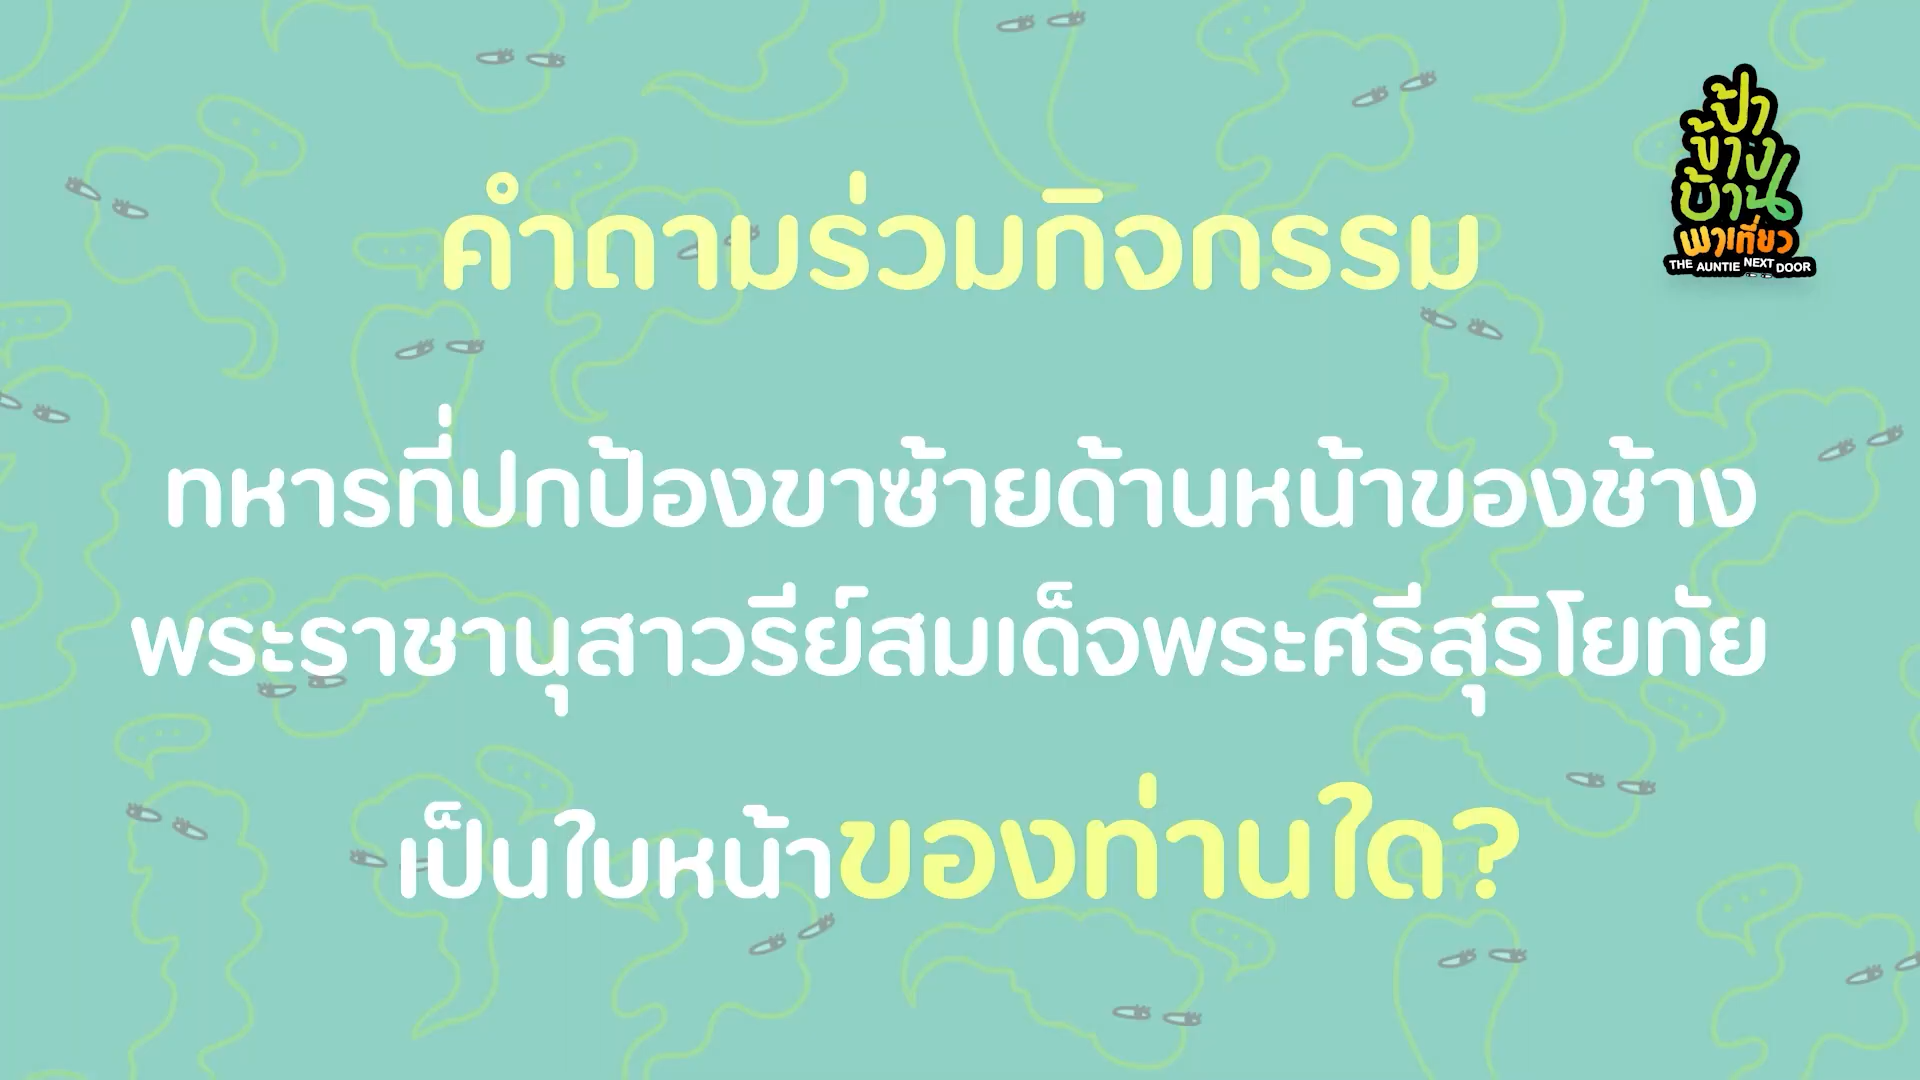 ป้า
ข้าง
บ้าน
พาเที่ยว
THE AUNTIE NEXT DOOR
คำถามร่วมกิจกรรม
ทหารที่ปกป้องขาซ้ายด้านหน้าของช้าง
พระราชานุสาวรีย์สมเด็จพระศรีสุริโยทัย
เป็นใบหน้าของท่านใด?